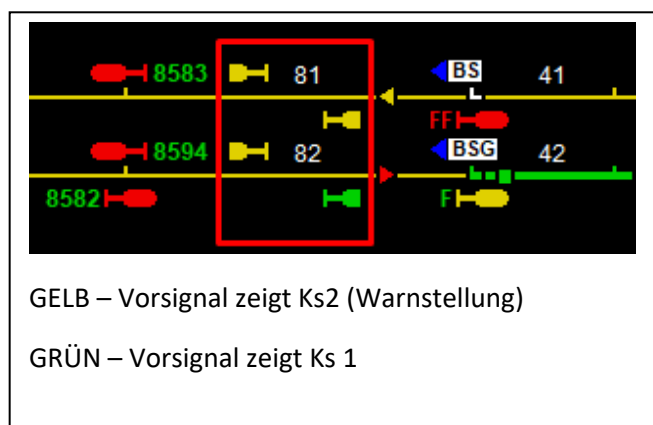 8583 81 BS 41
FF
8594 82 BSG 42
8582 F
GELB – Vorsignal zeigt Ks2 (Warnstellung)
GRÜN – Vorsignal zeigt Ks 1